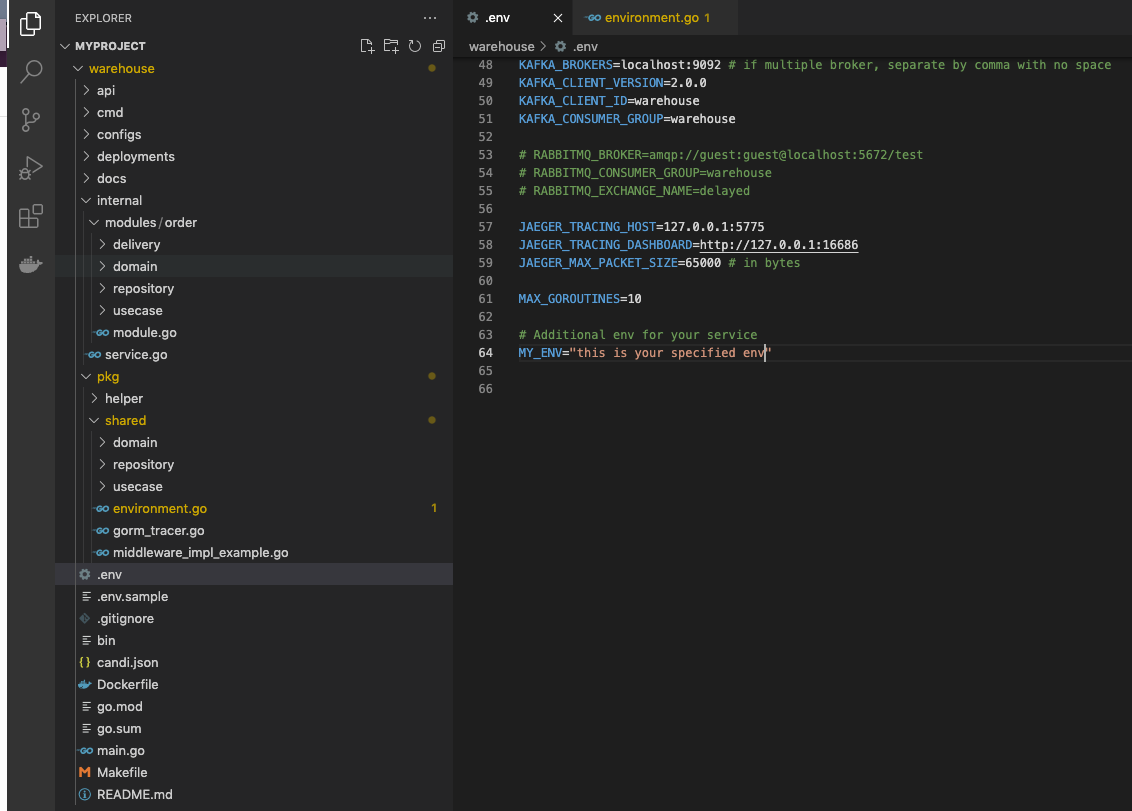 EXPLORER
MYPROJECT
warehouse
api
cmd
configs
deployments
docs
internal
modules / order
delivery
domain
repository
usecase
module.go
service.go
pkg
helper
shared
domain
repository
usecase
environment.go 1
gorm_tracer.go
middleware_impl_example.go
.env
.env.sample
.gitignore
bin
candi.json
Dockerfile
go.mod
go.sum
main.go
Makefile
README.md
.env
environment.go 1
warehouse > .env
48 KAFKA_BROKERS=localhost:9092 # if multiple broker, separate by comma with no space
49 KAFKA_CLIENT_VERSION=2.0.0
50 KAFKA_CLIENT_ID=warehouse
51 KAFKA_CONSUMER_GROUP=warehouse
52
53 # RABBITMQ_BROKER=amqp://guest:guest@localhost:5672/test
54 # RABBITMQ_CONSUMER_GROUP=warehouse
55 # RABBITMQ_EXCHANGE_NAME=delayed
56
57 JAEGER_TRACING_HOST=127.0.0.1:5775
58 JAEGER_TRACING_DASHBOARD=http://127.0.0.1:16686
59 JAEGER_MAX_PACKET_SIZE=65000 # in bytes
60
61 MAX_GOROUTINES=10
62
63 # Additional env for your service
64 MY_ENV="this is your specified env"
65
66